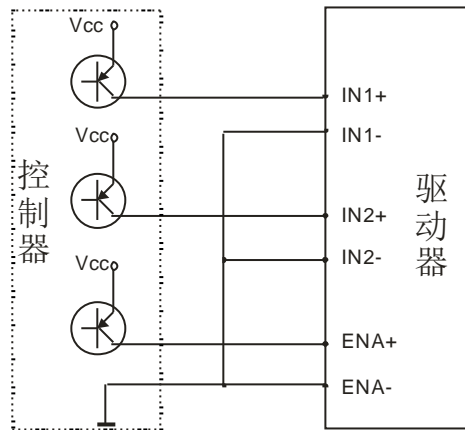 Vcc
IN1+
IN1-
Vcc
控制器
驱动器
IN2+
IN2-
Vcc
ENA+
ENA-